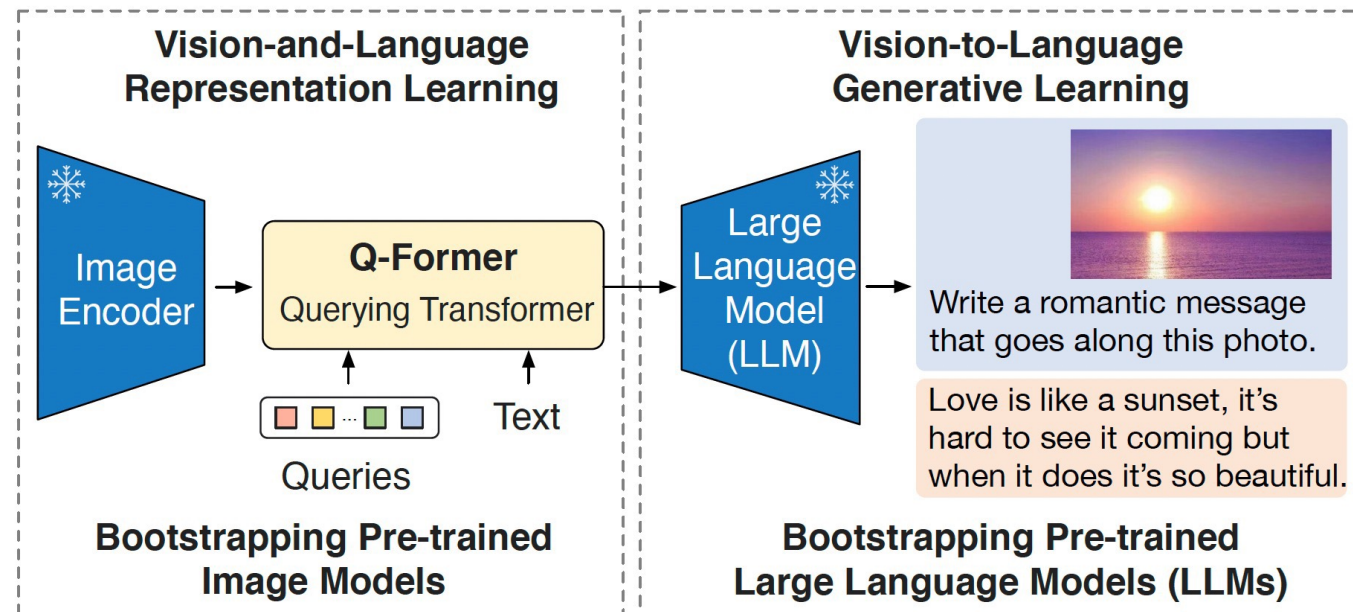 Vision-and-Language
Representation Learning
Image
Encoder
Q-Former
Querying Transformer
...
Queries
Text
Bootstrapping Pre-trained
Image Models
Vision-to-Language
Generative Learning
Large
Language
Model
(LLM)
Write a romantic message
that goes along this photo.
Love is like a sunset, it's
hard to see it coming but
when it does it's so beautiful.
Bootstrapping Pre-trained
Large Language Models (LLMs)